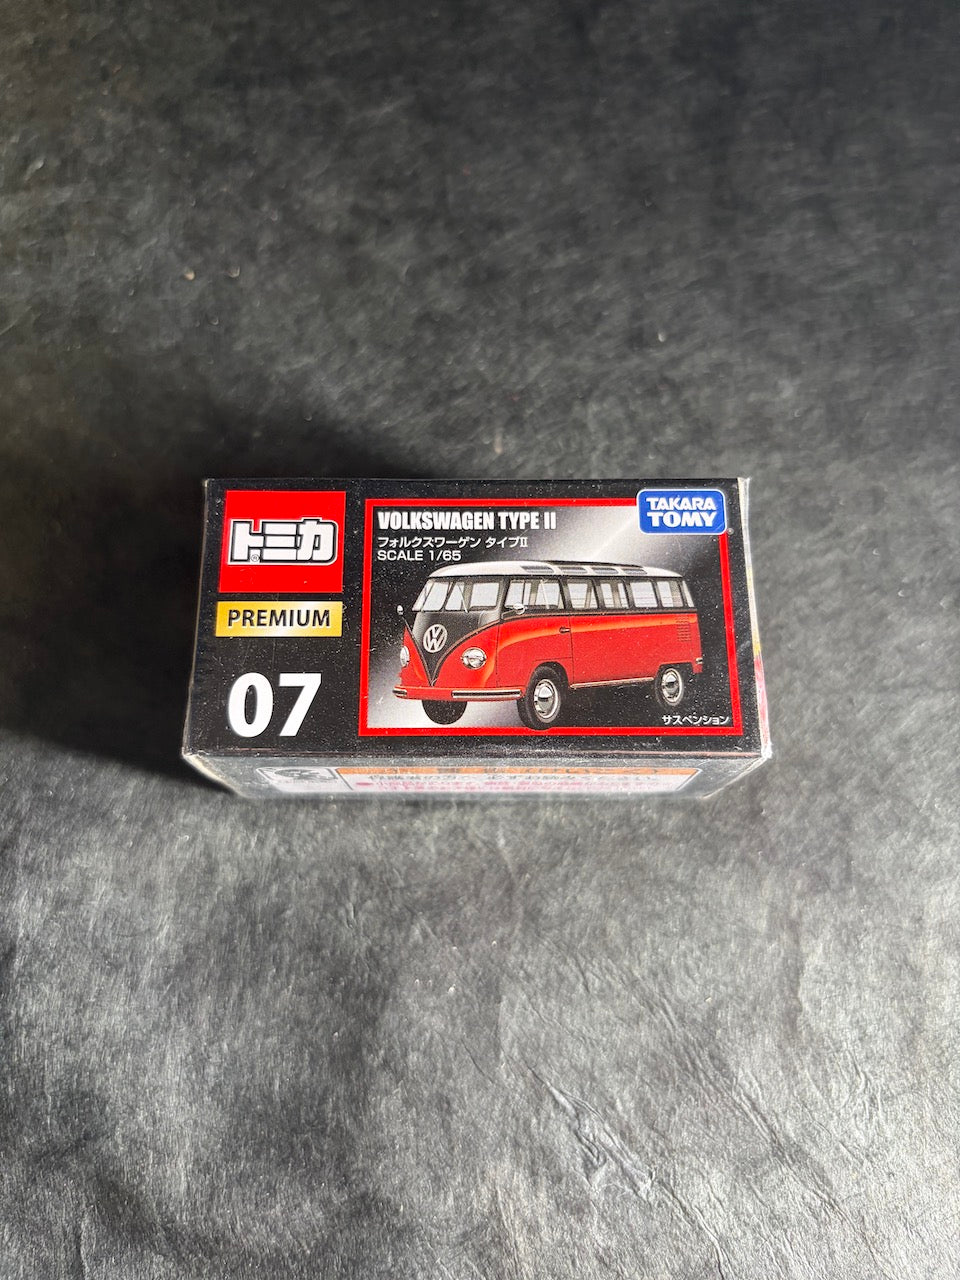 トミカ
PREMIUM
07
VOLKSWAGEN TYPE II
フォルクスワーゲン タイプII
SCALE 1/65
TAKARA
TOMY
サスペンション